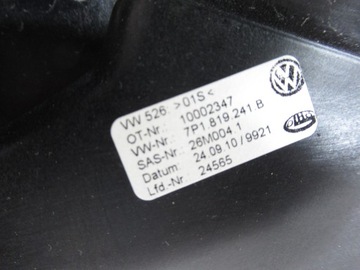 VW 526 >01S<
OT-Nr.: 10002347
VW-Nr.: 7P1.819.241.B
SAS-Nr.: 26M004.1
Datum: 24.09.10 / 9921
Lfd.-Nr.: 24565